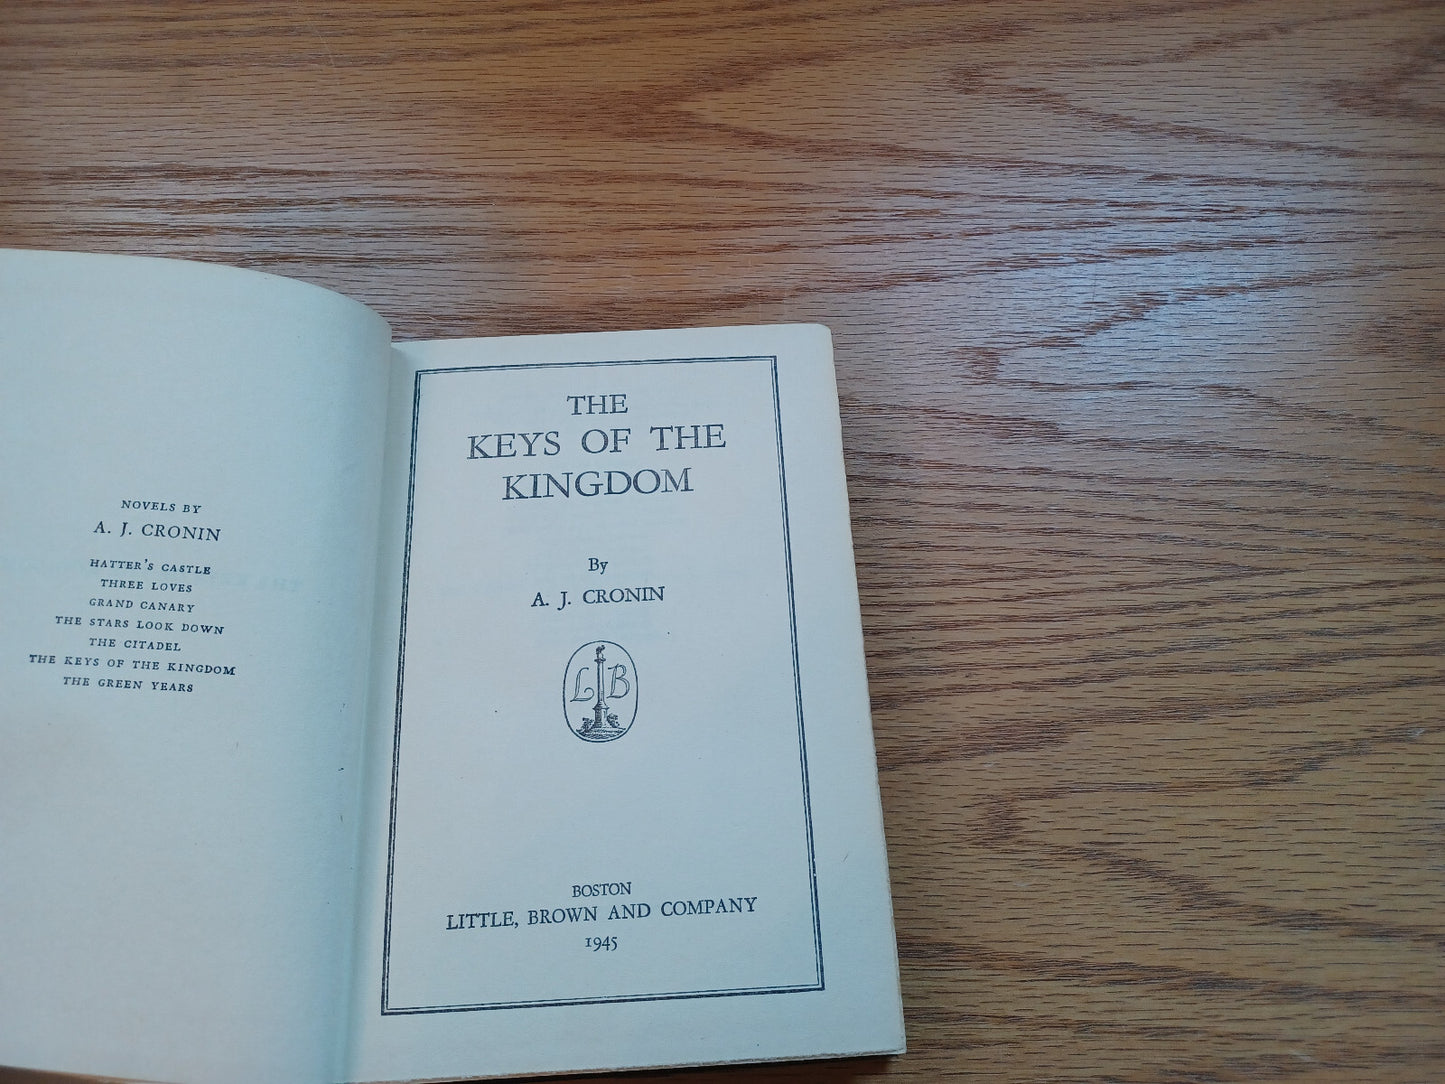 NOVELS BY
A. J. CRONIN
HATTER'S CASTLE
THREE LOVES
GRAND CANARY
THE STARS LOOK DOWN
THE CITADEL
THE KEYS OF THE KINGDOM
THE GREEN YEARS
THE
KEYS OF THE
KINGDOM
By
A. J. CRONIN
L B
BOSTON
LITTLE, BROWN AND COMPANY
1945